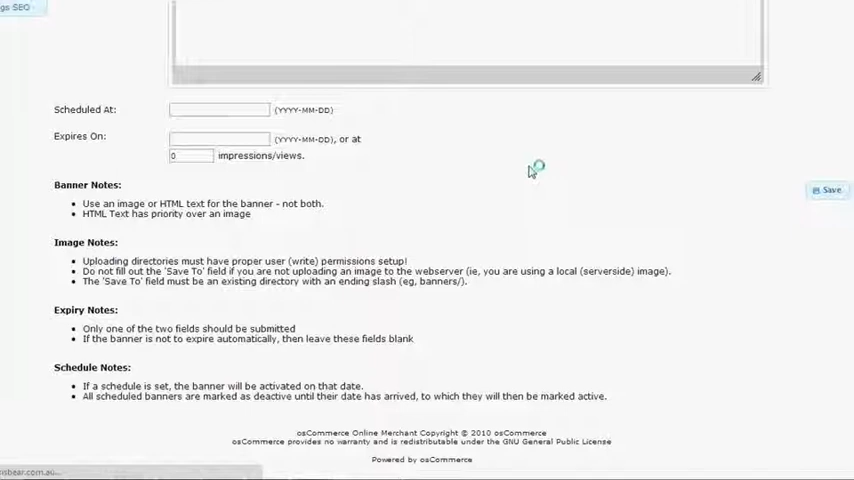 gs SEO
Scheduled At:
(YYYY-MM-DD)
Expires On:
(YYYY-MM-DD), or at
0
impressions/views.
Banner Notes:
Save
Use an image or HTML text for the banner - not both.
HTML Text has priority over an image
Image Notes:
Uploading directories must have proper user (write) permissions setup!
Do not fill out the 'Save To' field if you are not uploading an image to the webserver (ie, you are using a local (serverside) image).
The 'Save To' field must be an existing directory with an ending slash (eg, banners/).
Expiry Notes:
Only one of the two fields should be submitted
If the banner is not to expire automatically, then leave these fields blank
Schedule Notes:
If a schedule is set, the banner will be activated on that date.
All scheduled banners are marked as deactive until their date has arrived, to which they will then be marked active.
osCommerce Online Merchant Copyright © 2010 osCommerce
osCommerce provides no warranty and is redistributable under the GNU General Public License
Powered by osCommerce
nsbear.com.au...